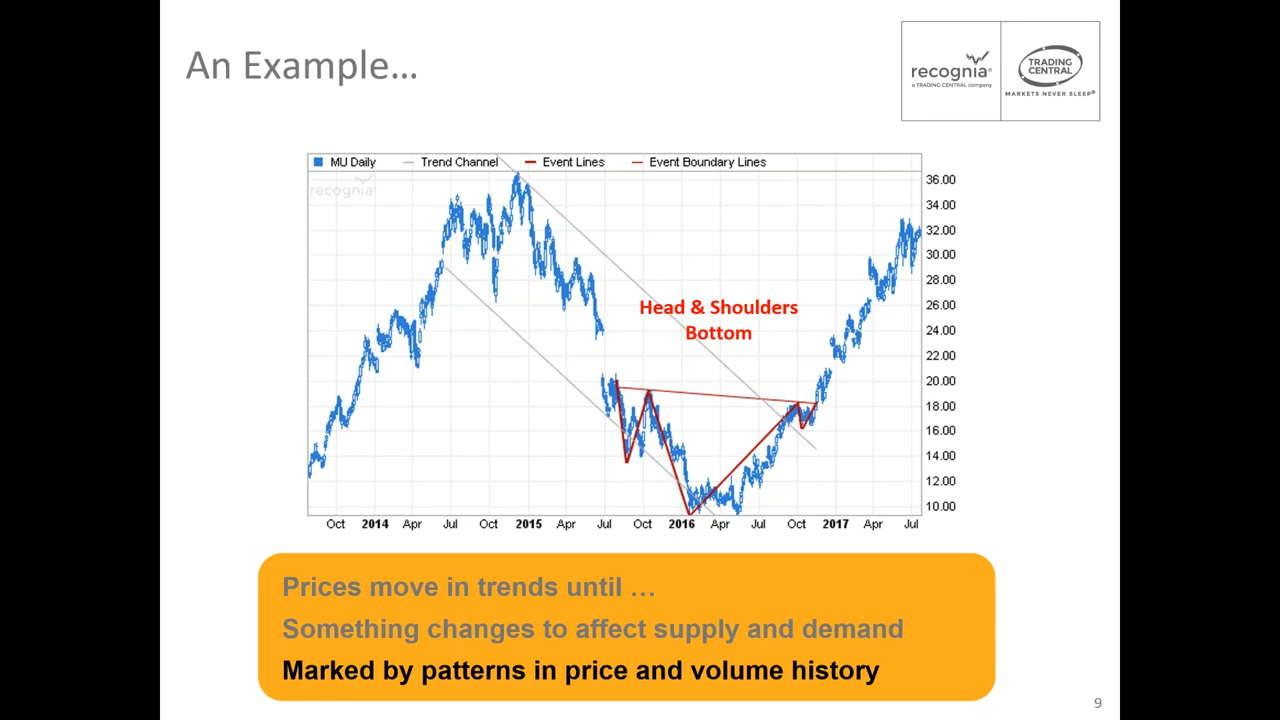 An Example...
recognia®
a TRADING CENTRAL company
TRADING
CENTRAL
MARKETS NEVER SLEEP®
MU Daily Trend Channel Event Lines Event Boundary Lines
recognia
36.00
34.00
32.00
30.00
28.00
26.00
24.00
22.00
20.00
18.00
16.00
14.00
12.00
10.00
Head & Shoulders
Bottom
Oct 2014 Apr Jul Oct 2015 Apr Jul Oct 2016 Apr Jul Oct 2017 Apr Jul
Prices move in trends until …
Something changes to affect supply and demand
Marked by patterns in price and volume history
9